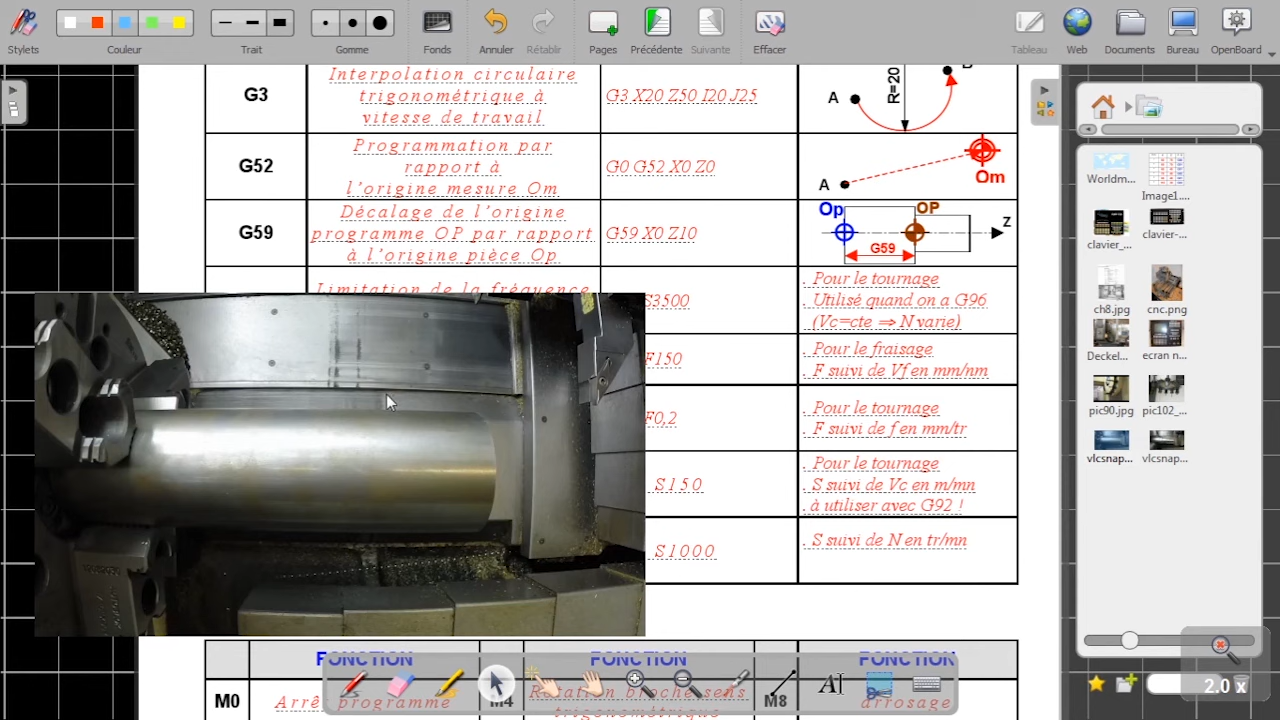 Stylets
Couleur
Trait
Gomme
Fonds
Annuler
Rétablir
Pages
Précédente
Suivante
Effacer
Tableau
Web
Documents
Bureau
OpenBoard
G3
Interpolation circulaire
trigonométrique à
vitesse de travail
G3 X20 Z50 I20 J25
A
R=20
G52
Programmation par
rapport à
l'origine mesure Om
G0 G52 X0 Z0
A
Om
G59
Décalage de l'origine
programme OP par rapport
à l'origine pièce Op
G59 X0 Z10
Op
OP
Z
G59
Limitation de la fréquence
S3500
. Pour le tournage
. Utilisé quand on a G96
(Vc=cte ⇒ N varie)
F150
. Pour le fraisage
. F suivi de Vf en mm/nm
F0,2
. Pour le tournage
. F suivi de f en mm/tr
S150
. Pour le tournage
. S suivi de Vc en m/mn
. à utiliser avec G92 !
S1000
. S suivi de N en tr/mn
FONCTION
FONCTION
FONCTION
M0
Arrêt programme
M4
Rotation broche sens
trigonométrique
M8
arrosage
Worldm...
Image1....
clavier_...
clavier-...
ch8.jpg
cnc.png
Deckel...
ecran n...
pic90.jpg
pic102_...
vlcsnap...
vlcsnap...
2.0 x